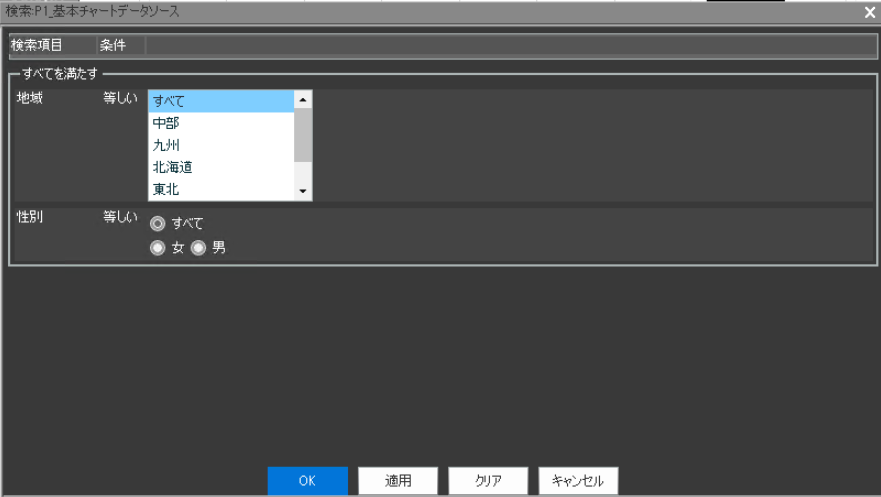 検索:P1_基本チャートデータソース
検索項目 条件
すべてを満たす
地域 等しい すべて
中部
九州
北海道
東北
性別 等しい すべて
女 男
OK 適用 クリア キャンセル